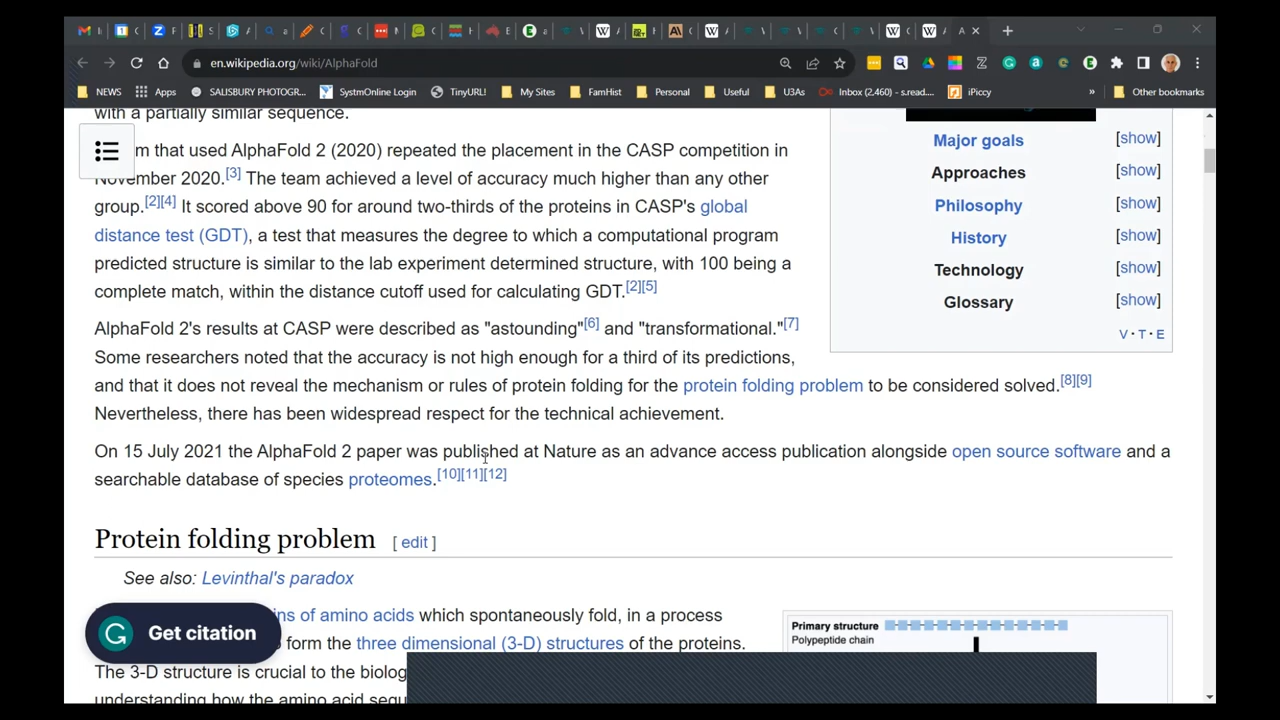 en.wikipedia.org/wiki/AlphaFold
NEWS Apps SALISBURY PHOTOGR... SystmOnline Login TinyURL! My Sites FamHist Personal Useful U3As Inbox (2,460) - s.read.... iPiccy » Other bookmarks
with a partially similar sequence.
m that used AlphaFold 2 (2020) repeated the placement in the CASP competition in
November 2020.[3] The team achieved a level of accuracy much higher than any other
group.[2][4] It scored above 90 for around two-thirds of the proteins in CASP's global
distance test (GDT), a test that measures the degree to which a computational program
predicted structure is similar to the lab experiment determined structure, with 100 being a
complete match, within the distance cutoff used for calculating GDT.[2][5]
AlphaFold 2's results at CASP were described as "astounding"[6] and "transformational."[7]
Some researchers noted that the accuracy is not high enough for a third of its predictions,
and that it does not reveal the mechanism or rules of protein folding for the protein folding problem to be considered solved.[8][9]
Nevertheless, there has been widespread respect for the technical achievement.
On 15 July 2021 the AlphaFold 2 paper was published at Nature as an advance access publication alongside open source software and a
searchable database of species proteomes.[10][11][12]
Major goals [show]
Approaches [show]
Philosophy [show]
History [show]
Technology [show]
Glossary [show]
V · T · E
Protein folding problem [ edit ]
See also: Levinthal's paradox
ns of amino acids which spontaneously fold, in a process
form the three dimensional (3-D) structures of the proteins.
The 3-D structure is crucial to the biolog
understanding how the amino acid sequ
Get citation
Primary structure
Polypeptide chain